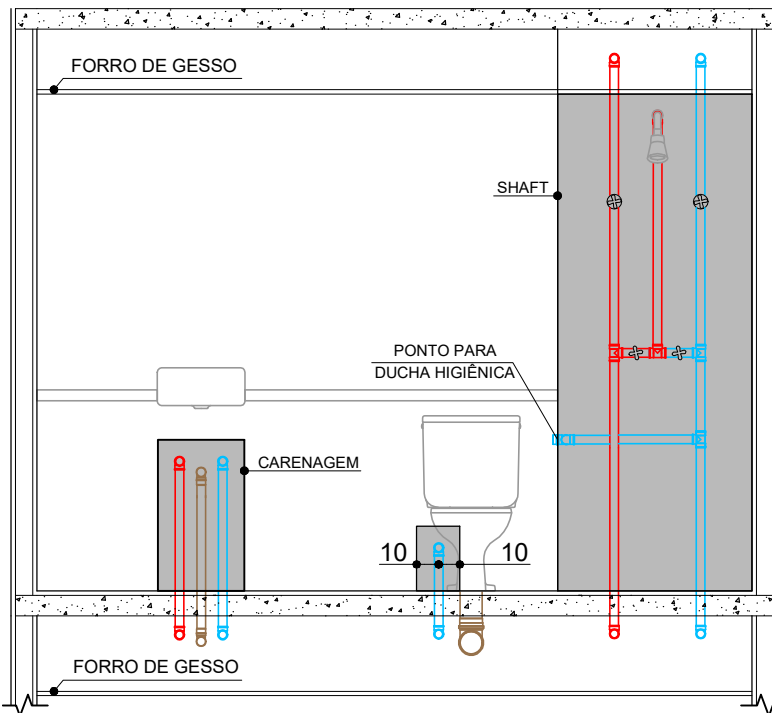 FORRO DE GESSO
SHAFT
PONTO PARA
DUCHA HIGIÊNICA
CARENAGEM
10
10
FORRO DE GESSO